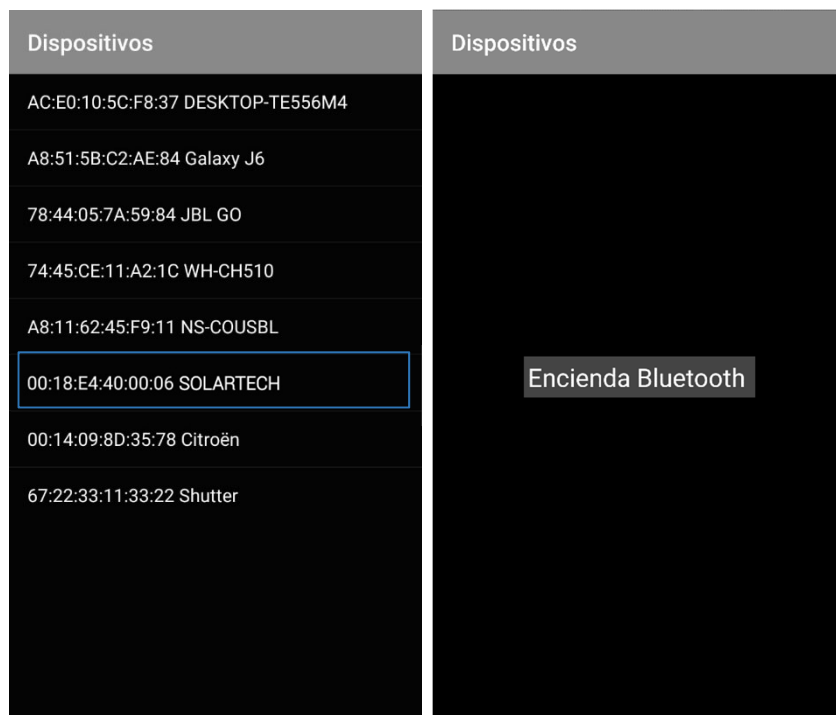 Dispositivos
AC:E0:10:5C:F8:37 DESKTOP-TE556M4
A8:51:5B:C2:AE:84 Galaxy J6
78:44:05:7A:59:84 JBL GO
74:45:CE:11:A2:1C WH-CH510
A8:11:62:45:F9:11 NS-COUSBL
00:18:E4:40:00:06 SOLARTECH
00:14:09:8D:35:78 Citroën
67:22:33:11:33:22 Shutter
Dispositivos
Encienda Bluetooth